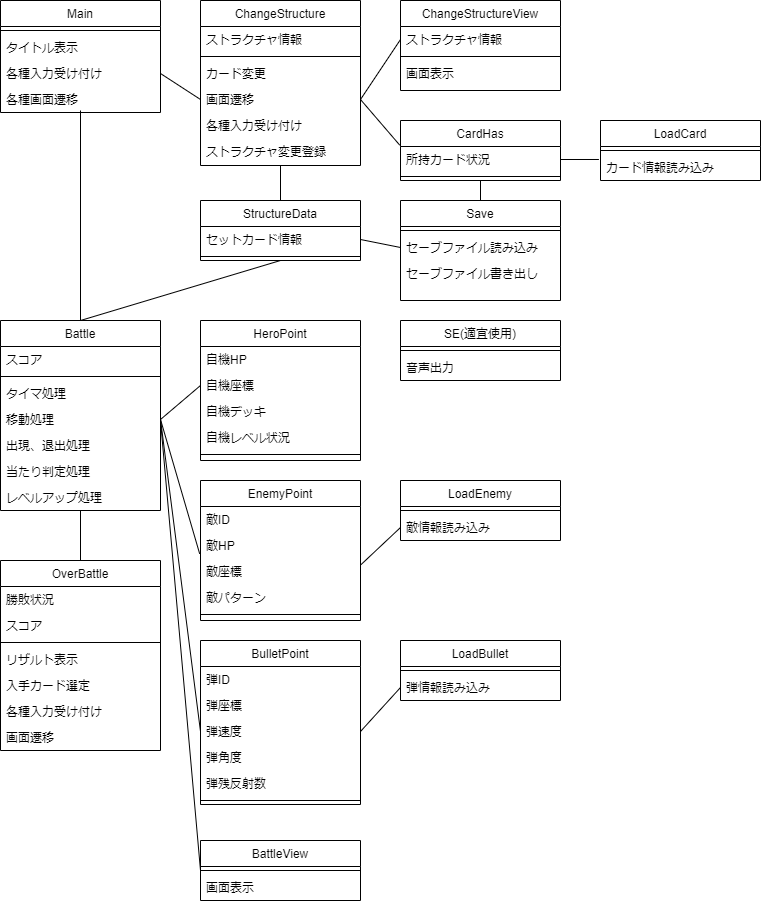 Main
タイトル表示
各種入力受け付け
各種画面遷移
ChangeStructure
ストラクチャ情報
カード変更
画面遷移
各種入力受け付け
ストラクチャ変更登録
ChangeStructureView
ストラクチャ情報
画面表示
CardHas
所持カード状況
LoadCard
カード情報読み込み
StructureData
セットカード情報
Save
セーブファイル読み込み
セーブファイル書き出し
Battle
スコア
タイマ処理
移動処理
出現、退出処理
当たり判定処理
レベルアップ処理
HeroPoint
自機HP
自機座標
自機デッキ
自機レベル状況
SE(適宜使用)
音声出力
EnemyPoint
敵ID
敵HP
敵座標
敵パターン
LoadEnemy
敵情報読み込み
OverBattle
勝敗状況
スコア
リザルト表示
入手カード選定
各種入力受け付け
画面遷移
BulletPoint
弾ID
弾座標
弾速度
弾角度
弾残反射数
LoadBullet
弾情報読み込み
BattleView
画面表示